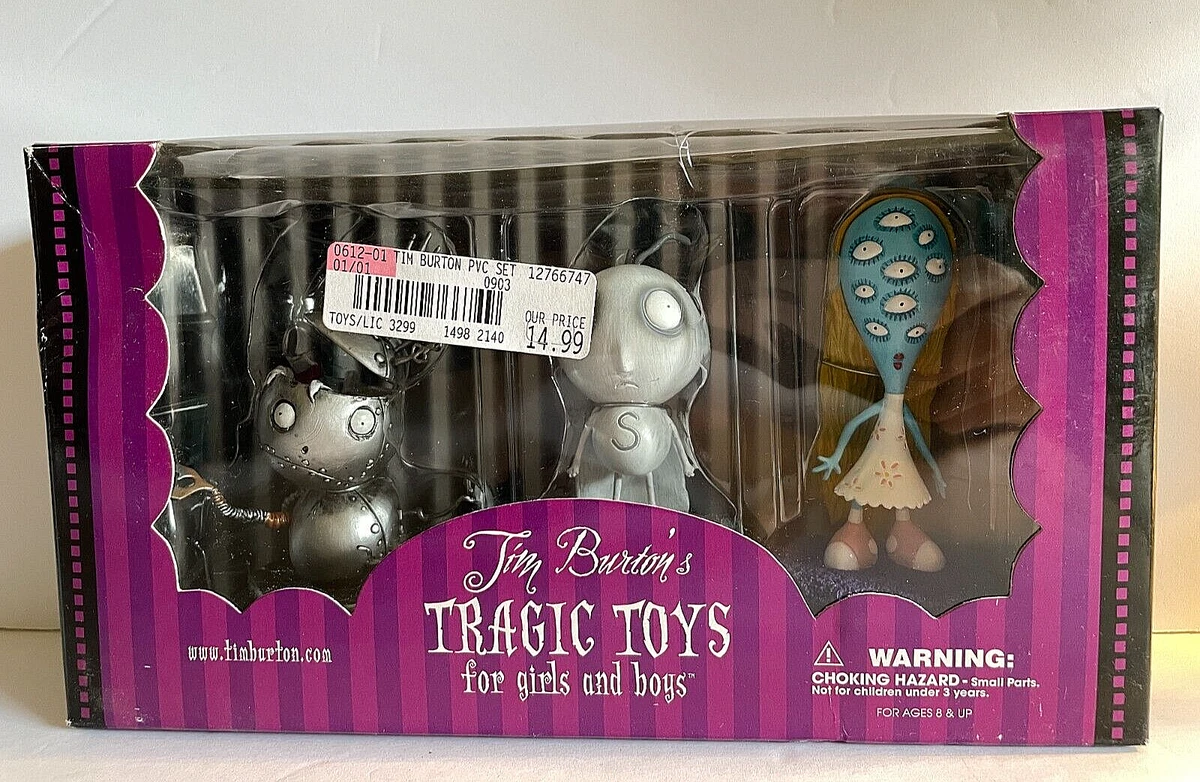 0612-01 TIM BURTON PVC SET 12766747
01/01 0903
OUR PRICE
TOYS/LIC 3299 1498 2140 14.99
S
Tim Burton's
TRAGIC TOYS
for girls and boys™
www.timburton.com
WARNING:
CHOKING HAZARD - Small Parts.
Not for children under 3 years.
FOR AGES 8 & UP